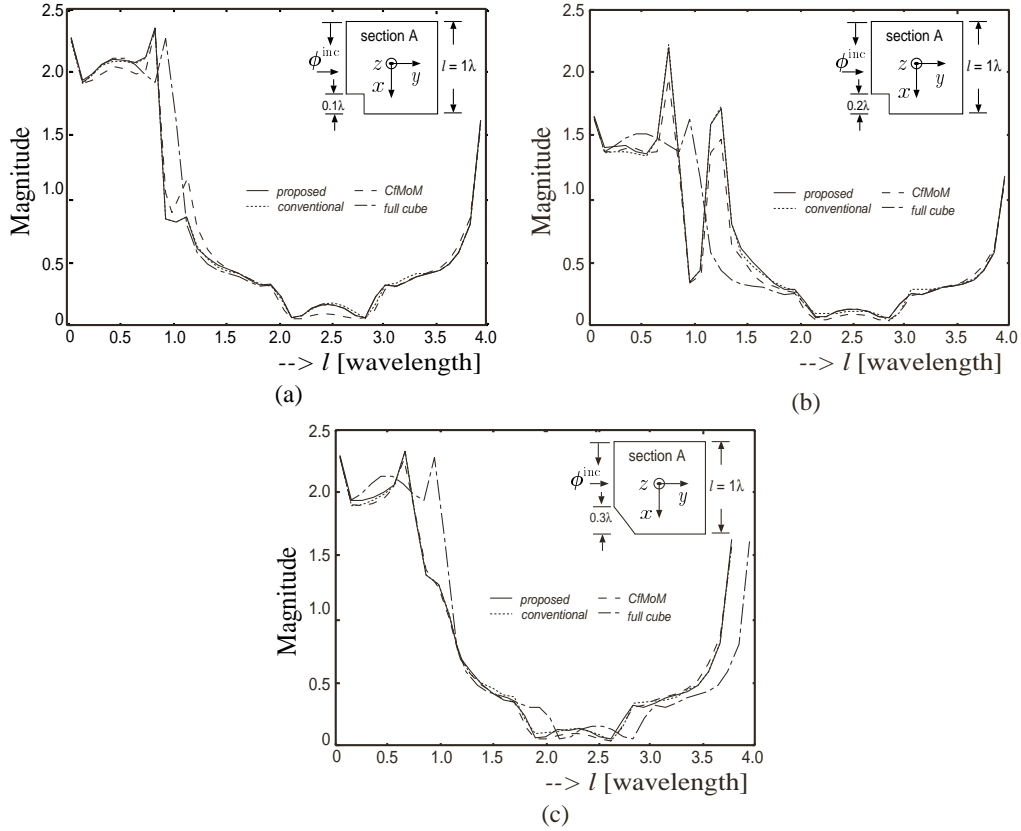 2.5
2.0
1.5
1.0
0.5
0
Magnitude
section A
ϕ^inc
z
y
x
l = 1λ
0.1λ
proposed
conventional
CfMoM
full cube
0 0.5 1.0 1.5 2.0 2.5 3.0 3.5 4.0
--> l [wavelength]
(a)
2.5
2.0
1.5
1.0
0.5
0
Magnitude
section A
ϕ^inc
z
y
x
l = 1λ
0.2λ
proposed
conventional
CfMoM
full cube
0 0.5 1.0 1.5 2.0 2.5 3.0 3.5 4.0
--> l [wavelength]
(b)
2.5
2.0
1.5
1.0
0.5
0
Magnitude
section A
ϕ^inc
z
y
x
l = 1λ
0.3λ
proposed
conventional
CfMoM
full cube
0 0.5 1.0 1.5 2.0 2.5 3.0 3.5 4.0
--> l [wavelength]
(c)